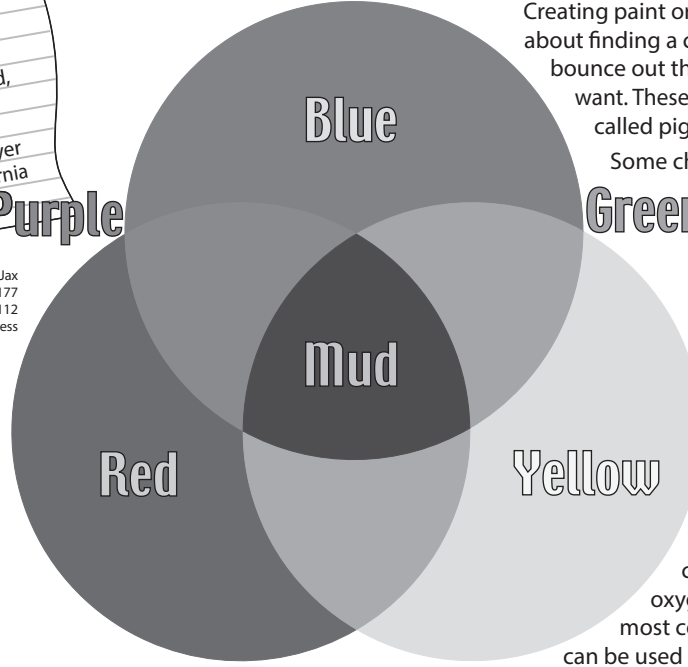 d,
yer
rnia
Purple
Jax
177
112
ess
Creating paint or
about finding a c
bounce out th
want. These
called pig
Some ch
Green
Blue
Mud
Red
Yellow
c
oxyg
most co
can be used